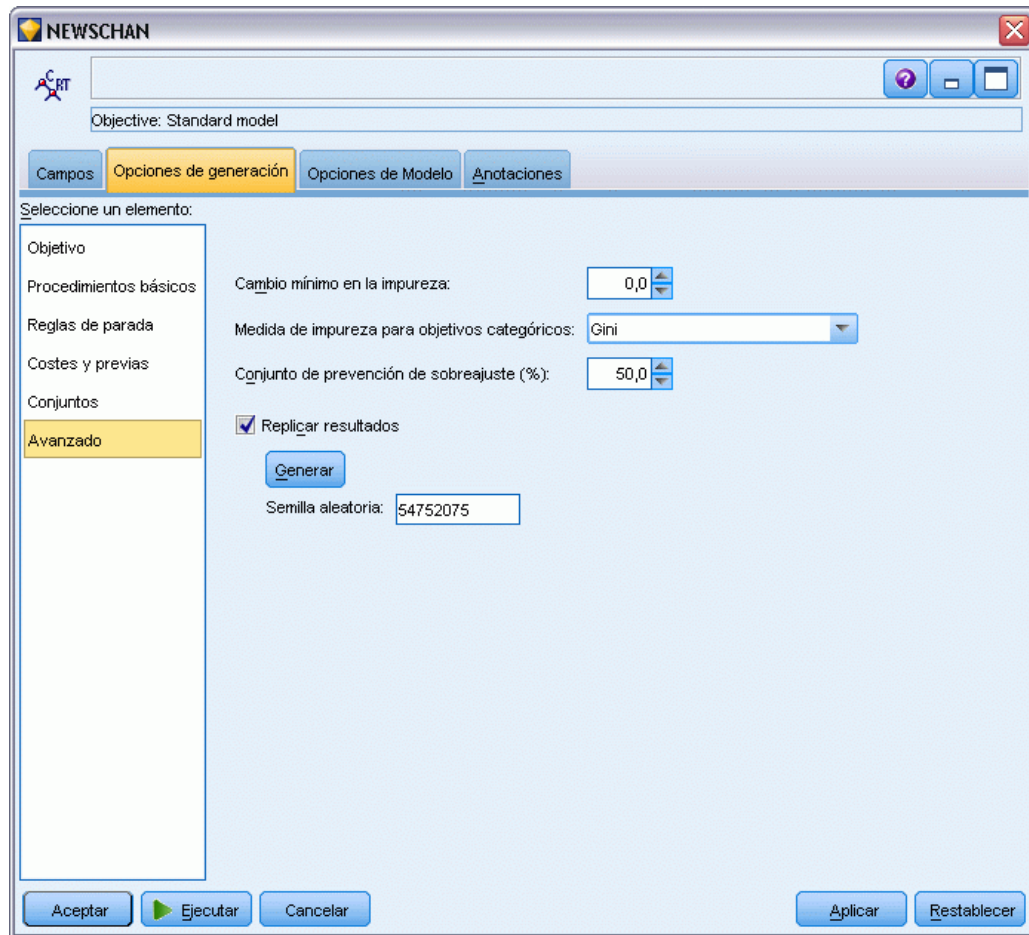 NEWSCHAN
C RT
Objective: Standard model
Campos Opciones de generación Opciones de Modelo Anotaciones
Seleccione un elemento:
Objetivo
Procedimientos básicos
Reglas de parada
Costes y previas
Conjuntos
Avanzado
Cambio mínimo en la impureza: 0,0
Medida de impureza para objetivos categóricos: Gini
Conjunto de prevención de sobreajuste (%): 50,0
Replicar resultados
Generar
Semilla aleatoria: 54752075
Aceptar Ejecutar Cancelar Aplicar Restablecer